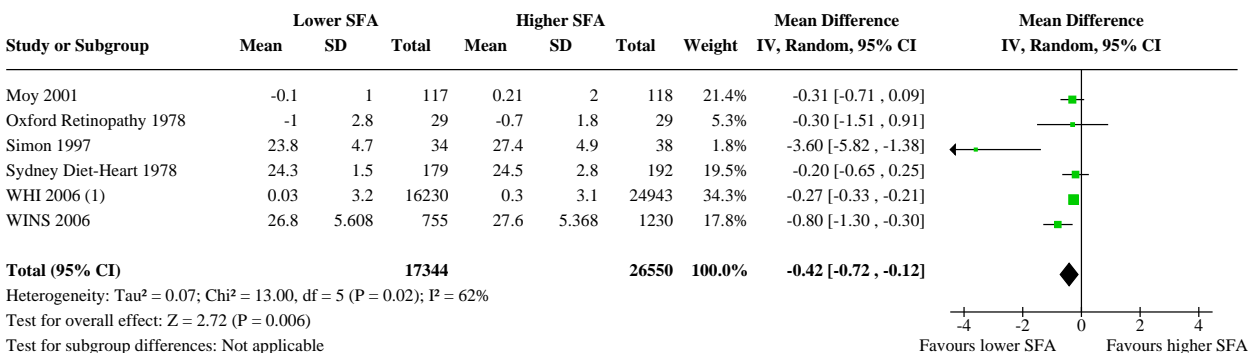 Lower SFA Higher SFA Mean Difference Mean Difference
Study or Subgroup Mean SD Total Mean SD Total Weight IV, Random, 95% CI IV, Random, 95% CI
Moy 2001 -0.1 1 117 0.21 2 118 21.4% -0.31 [-0.71 , 0.09]
Oxford Retinopathy 1978 -1 2.8 29 -0.7 1.8 29 5.3% -0.30 [-1.51 , 0.91]
Simon 1997 23.8 4.7 34 27.4 4.9 38 1.8% -3.60 [-5.82 , -1.38]
Sydney Diet-Heart 1978 24.3 1.5 179 24.5 2.8 192 19.5% -0.20 [-0.65 , 0.25]
WHI 2006 (1) 0.03 3.2 16230 0.3 3.1 24943 34.3% -0.27 [-0.33 , -0.21]
WINS 2006 26.8 5.608 755 27.6 5.368 1230 17.8% -0.80 [-1.30 , -0.30]
Total (95% CI) 17344 26550 100.0% -0.42 [-0.72 , -0.12]
Heterogeneity: Tau² = 0.07; Chi² = 13.00, df = 5 (P = 0.02); I² = 62%
Test for overall effect: Z = 2.72 (P = 0.006)
-4 -2 0 2 4
Test for subgroup differences: Not applicable Favours lower SFA Favours higher SFA